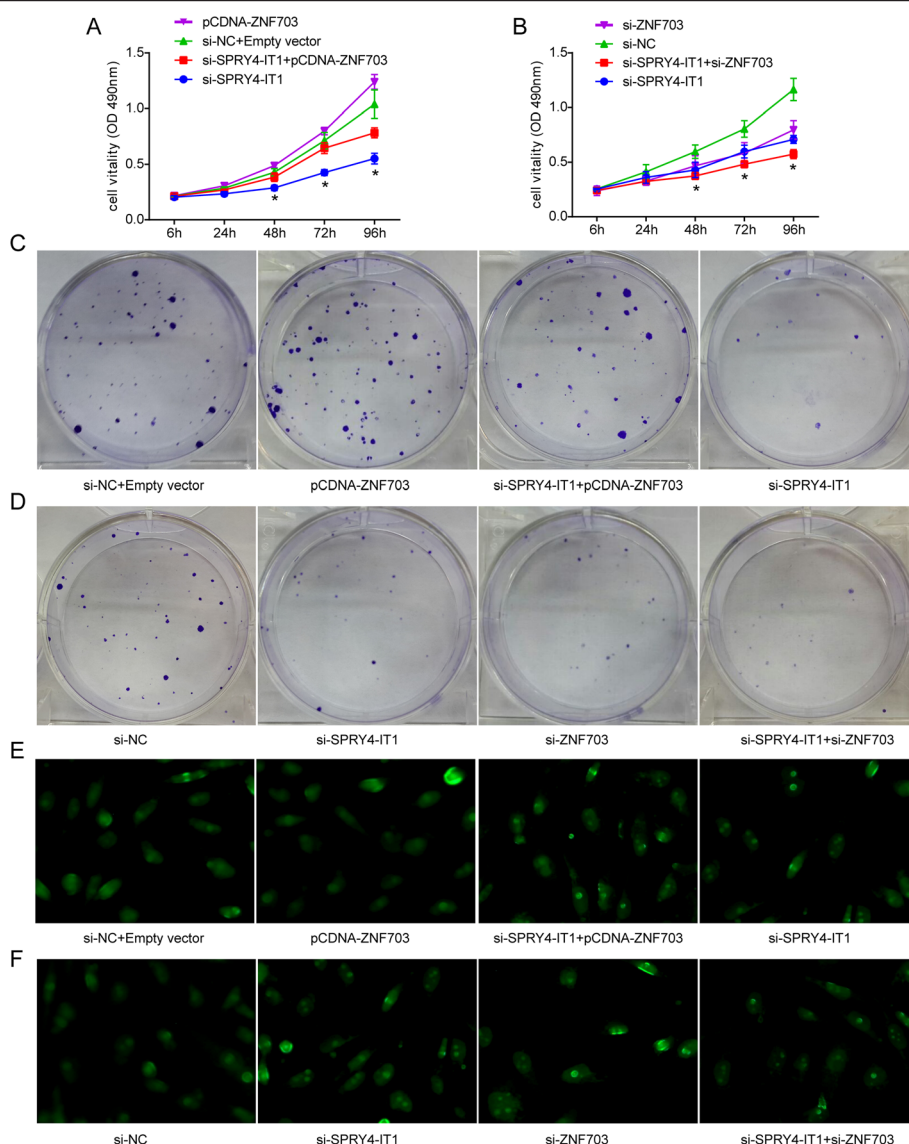 A
pCDNA-ZNF703
si-NC+Empty vector
si-SPRY4-IT1+pCDNA-ZNF703
si-SPRY4-IT1
cell vitality (OD 490nm)
1.5
1.0
0.5
0.0
6h 24h 48h 72h 96h
* * *
B
si-ZNF703
si-NC
si-SPRY4-IT1+si-ZNF703
si-SPRY4-IT1
cell vitality (OD 490nm)
1.5
1.0
0.5
0.0
6h 24h 48h 72h 96h
* * *
C
si-NC+Empty vector pCDNA-ZNF703 si-SPRY4-IT1+pCDNA-ZNF703 si-SPRY4-IT1
D
si-NC si-SPRY4-IT1 si-ZNF703 si-SPRY4-IT1+si-ZNF703
E
si-NC+Empty vector pCDNA-ZNF703 si-SPRY4-IT1+pCDNA-ZNF703 si-SPRY4-IT1
F
si-NC si-SPRY4-IT1 si-ZNF703 si-SPRY4-IT1+si-ZNF703